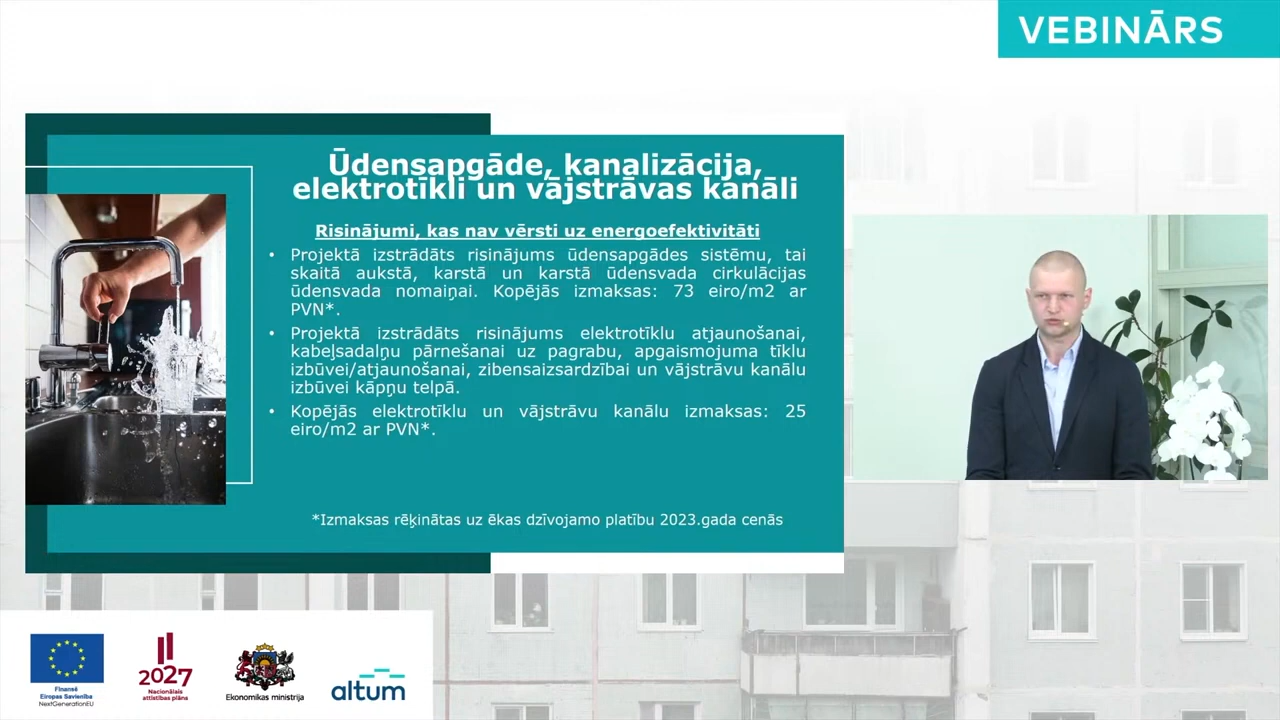 VEBINĀRS
Ūdensapgāde, kanalizācija,
elektrotīkli un vājstrāvas kanāli
Risinājumi, kas nav vērsti uz energoefektivitāti
• Projektā izstrādāts risinājums ūdensapgādes sistēmu, tai
skaitā aukstā, karstā un karstā ūdensvada cirkulācijas
ūdensvada nomaiņai. Kopējās izmaksas: 73 eiro/m2 ar
PVN*.
• Projektā izstrādāts risinājums elektrotīklu atjaunošanai,
kabeļsadalņu pārnešanai uz pagrabu, apgaismojuma tīklu
izbūvei/atjaunošanai, zibensaizsardzībai un vājstrāvu kanālu
izbūvei kāpņu telpā.
• Kopējās elektrotīklu un vājstrāvu kanālu izmaksas: 25
eiro/m2 ar PVN*.
*Izmaksas rēķinātas uz ēkas dzīvojamo platību 2023.gada cenās
Finansē
Eiropas Savienība
NextGenerationEU
2027
Nacionālais
attīstības plāns
Ekonomikas ministrija
altum